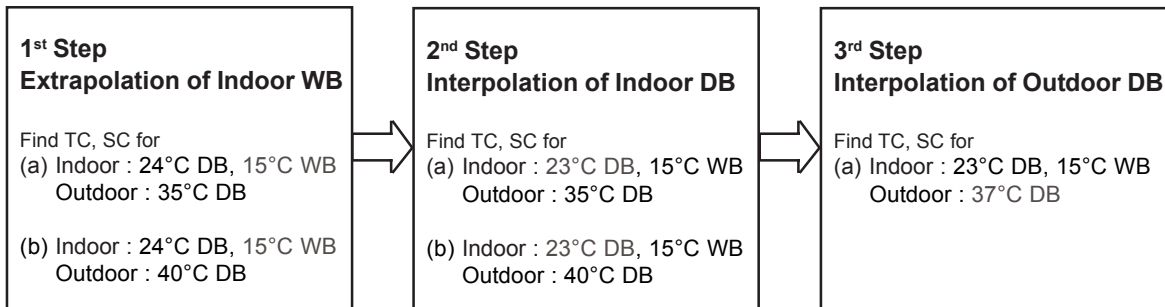 1st Step
Extrapolation of Indoor WB
Find TC, SC for
(a) Indoor : 24°C DB, 15°C WB
Outdoor : 35°C DB
(b) Indoor : 24°C DB, 15°C WB
Outdoor : 40°C DB
2nd Step
Interpolation of Indoor DB
Find TC, SC for
(a) Indoor : 23°C DB, 15°C WB
Outdoor : 35°C DB
(b) Indoor : 23°C DB, 15°C WB
Outdoor : 40°C DB
3rd Step
Interpolation of Outdoor DB
Find TC, SC for
(a) Indoor : 23°C DB, 15°C WB
Outdoor : 37°C DB